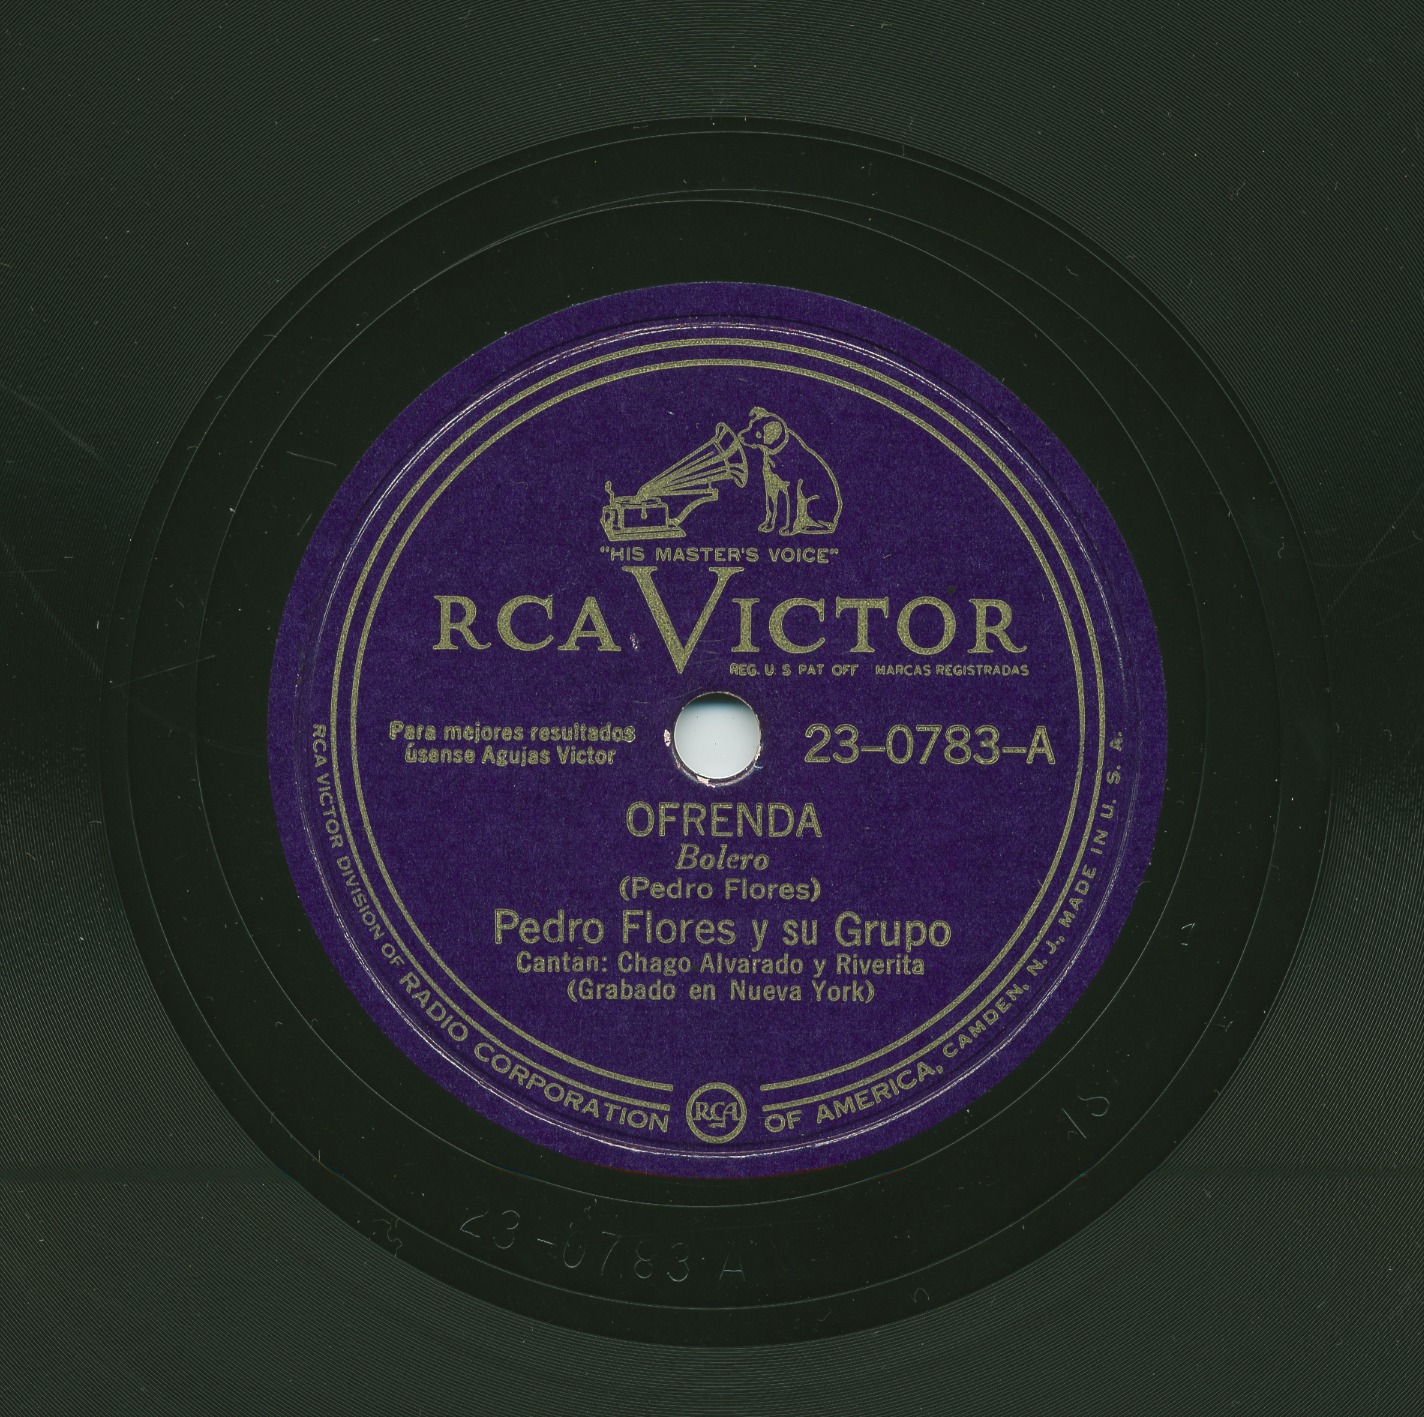 "HIS MASTER'S VOICE"
RCA VICTOR
REG. U. S PAT OFF MARCAS REGISTRADAS
Para mejores resultados
úsense Agujas Victor
23-0783-A
OFRENDA
Bolero
(Pedro Flores)
Pedro Flores y su Grupo
Cantan: Chago Alvarado y Riverita
(Grabado en Nueva York)
RCA VICTOR DIVISION OF RADIO CORPORATION
RCA
OF AMERICA, CAMDEN, N. J., MADE IN U. S. A.
23-0783 A